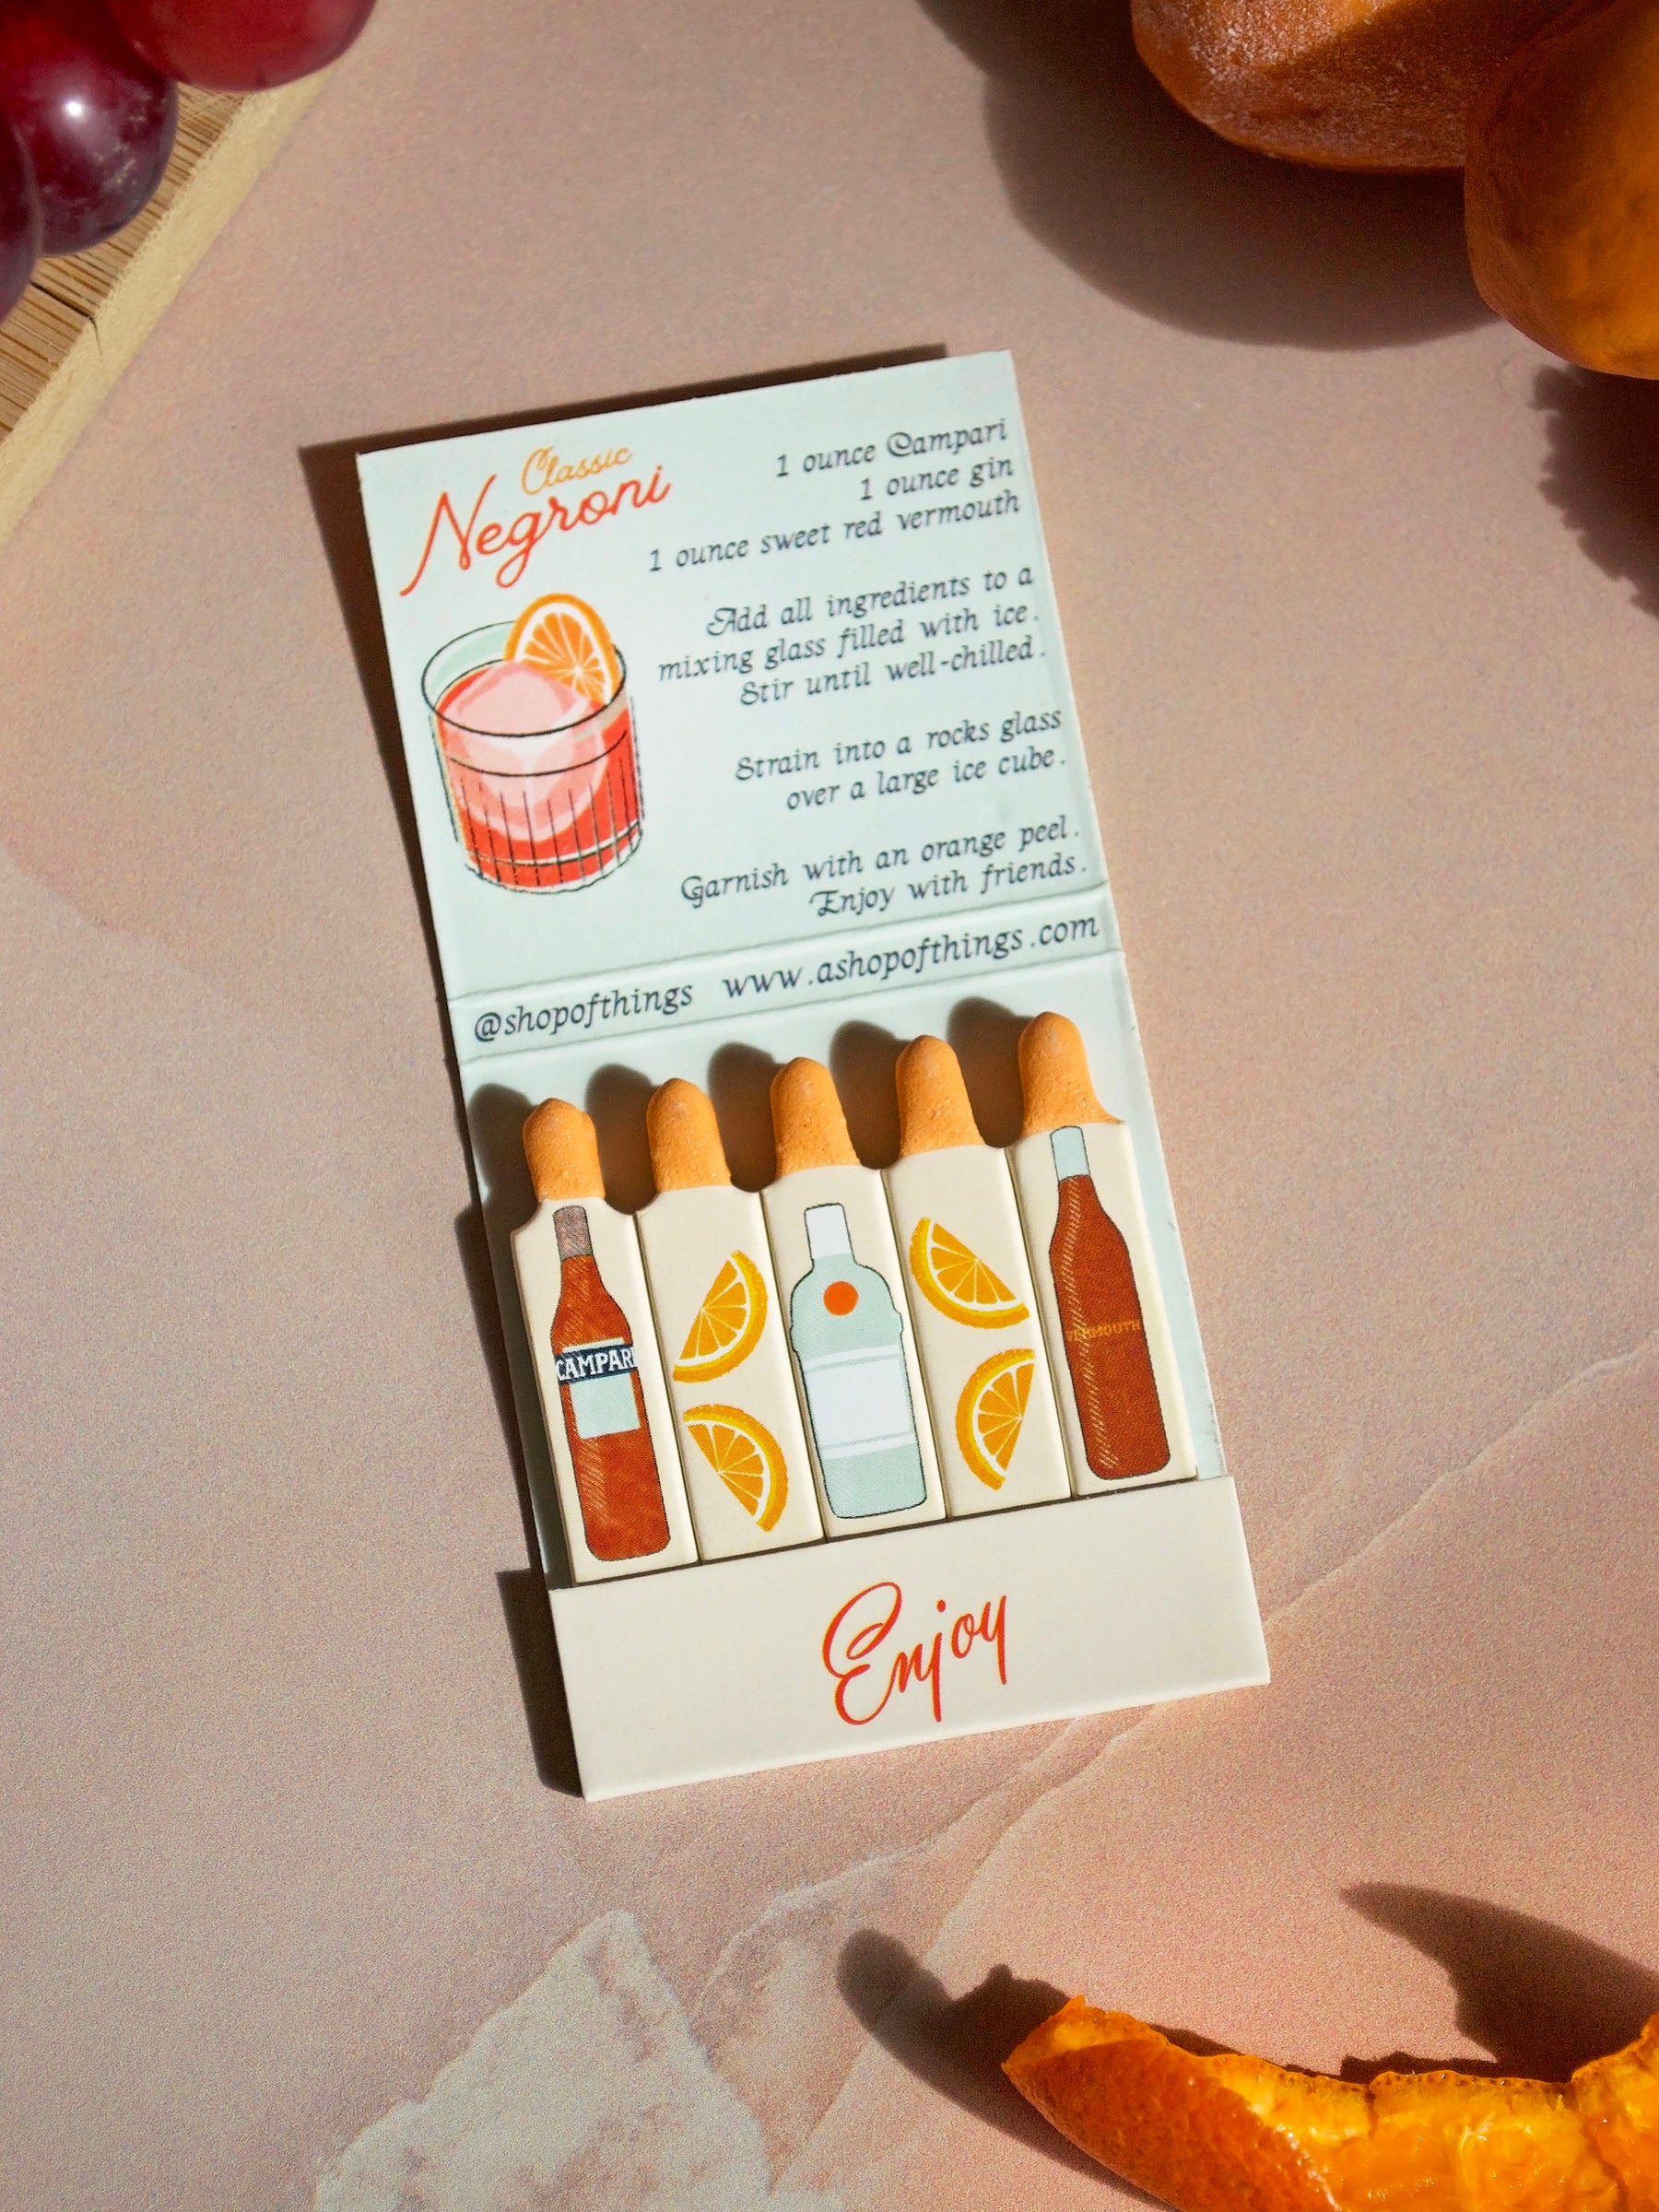 Classic
Negroni
1 ounce Campari
1 ounce gin
1 ounce sweet red vermouth
Add all ingredients to a
mixing glass filled with ice.
Stir until well-chilled.
Strain into a rocks glass
over a large ice cube.
Garnish with an orange peel.
Enjoy with friends.
@shopofthings www.ashopofthings.com
CAMPARI
VERMOUTH
Enjoy